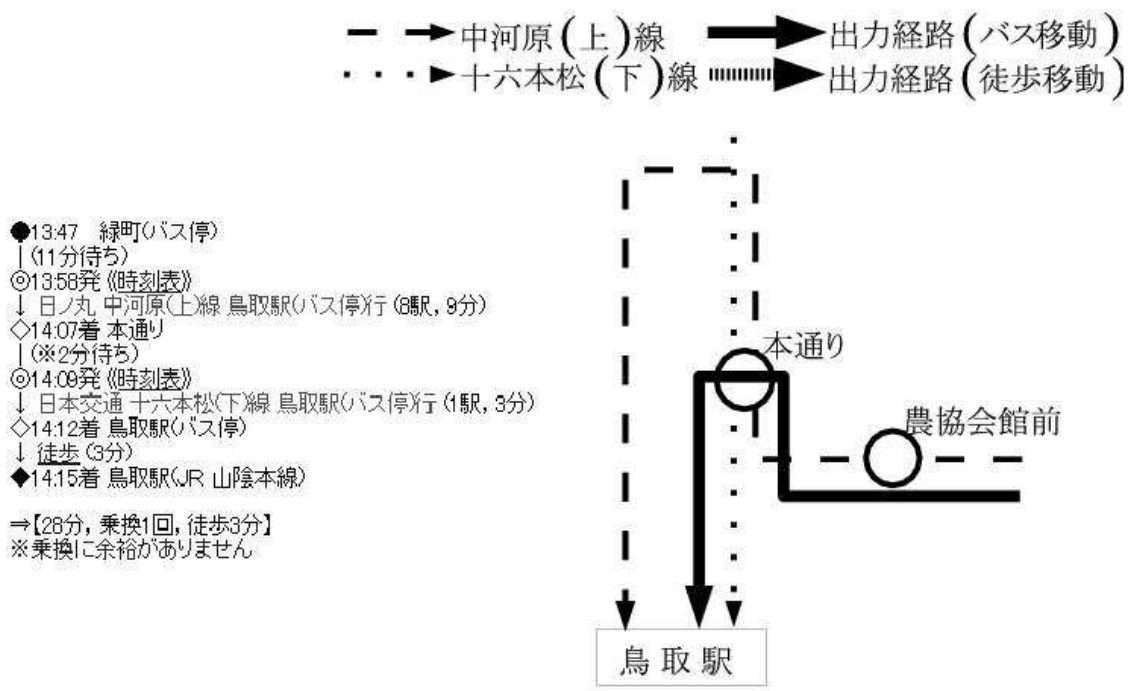 中河原(上)線
出力経路(バス移動)
十六本松(下)線
出力経路(徒歩移動)
●13:47 緑町(バス停)
|(11分待ち)
◎13:58発《時刻表》
↓ 日ノ丸 中河原(上)線 鳥取駅(バス停)行 (8駅, 9分)
◇14:07着 本通り
|(※2分待ち)
◎14:09発《時刻表》
↓ 日本交通 十六本松(下)線 鳥取駅(バス停)行 (1駅, 3分)
◇14:12着 鳥取駅(バス停)
↓ 徒歩 (3分)
◆14:15着 鳥取駅(JR 山陰本線)
⇒【28分, 乗換1回, 徒歩3分】
※乗換に余裕がありません
本通り
農協会館前
鳥取駅